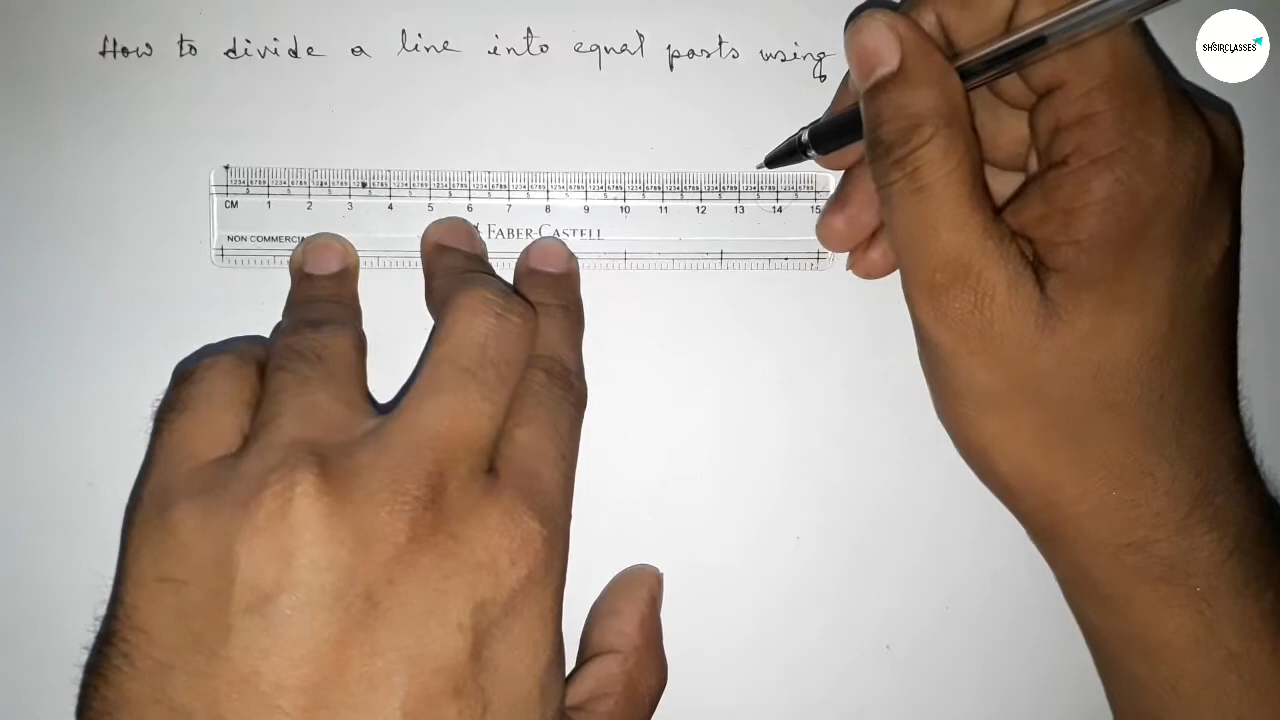 How to divide a line into equal parts using
SHSIRCLASSES
CM 1 2 3 4 5 6 7 8 9 10 11 12 13 14 15
FABER-CASTELL
NON COMMERCIA